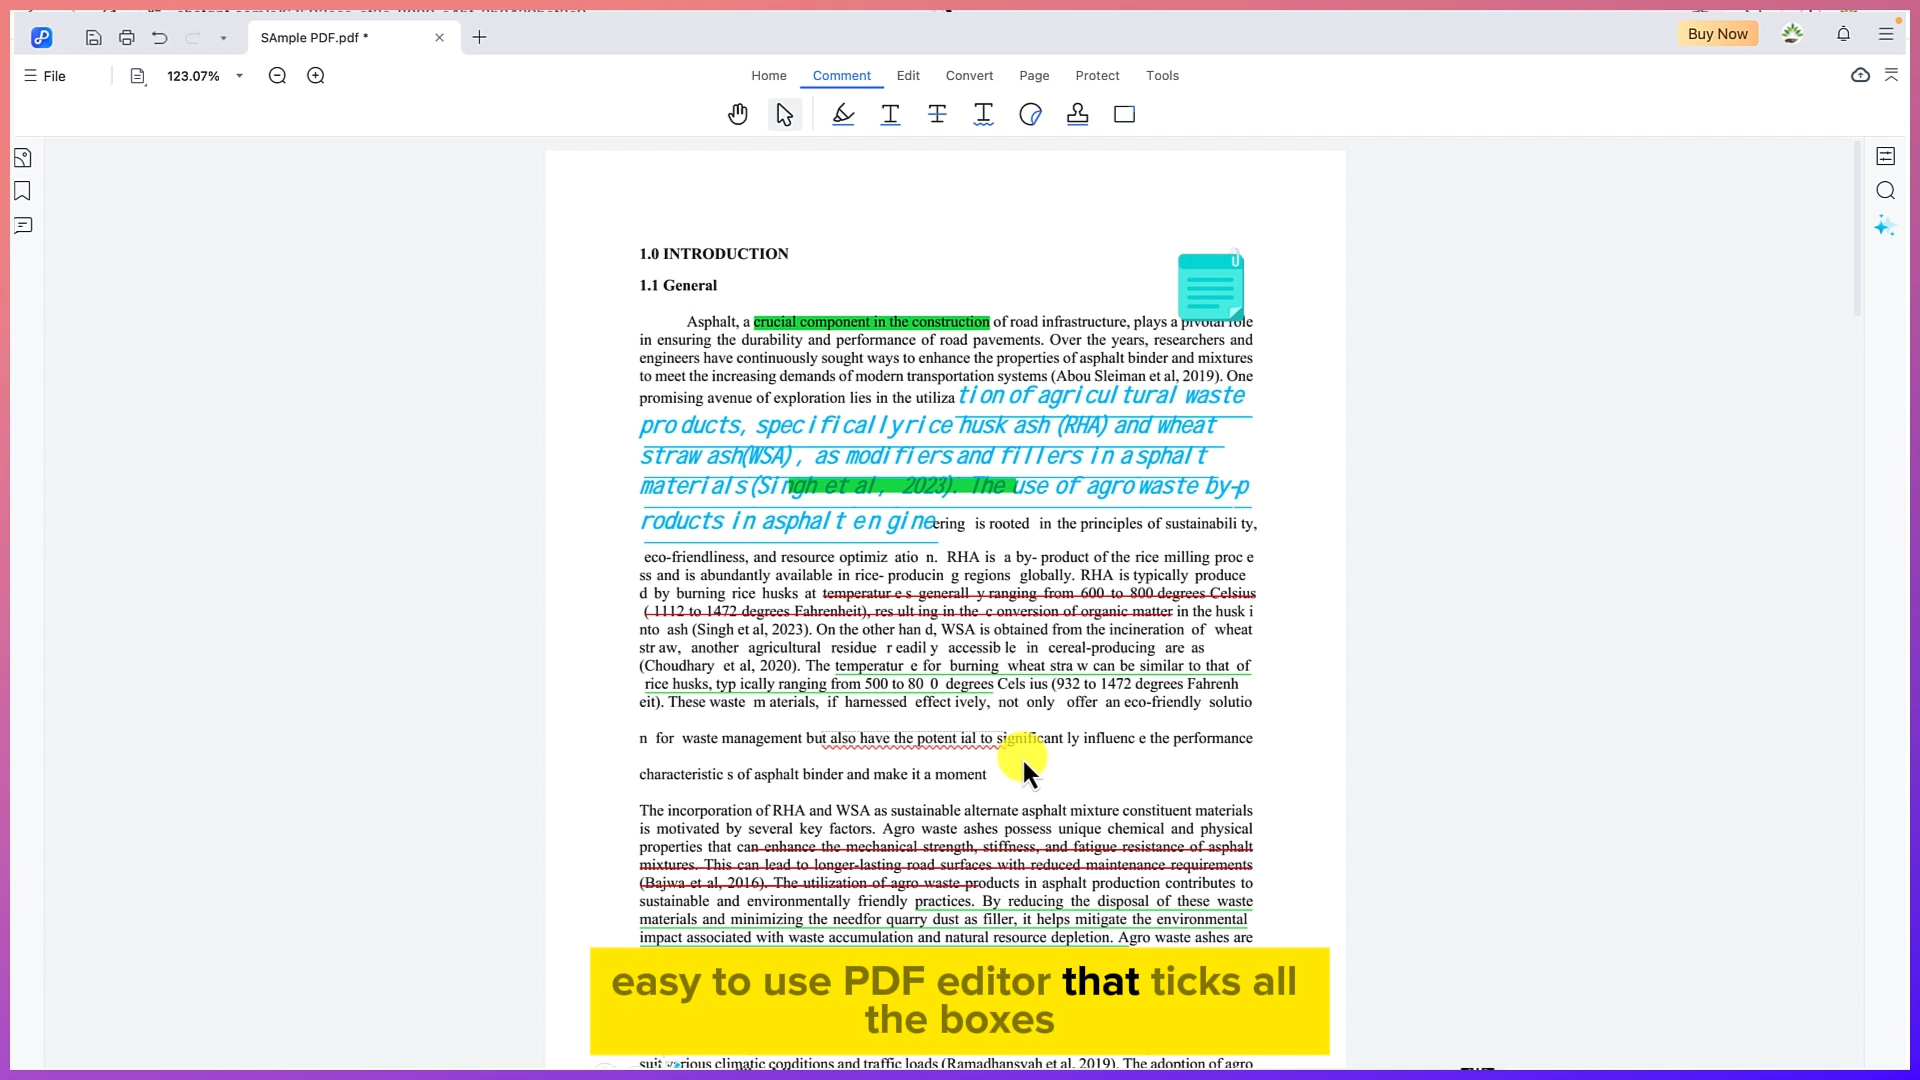 SAmple PDF.pdf *
Buy Now
File
123.07%
Home Comment Edit Convert Page Protect Tools
1.0 INTRODUCTION
1.1 General
Asphalt, a crucial component in the construction of road infrastructure, plays a pivotal role
in ensuring the durability and performance of road pavements. Over the years, researchers and
engineers have continuously sought ways to enhance the properties of asphalt binder and mixtures
to meet the increasing demands of modern transportation systems (Abou Sleiman et al, 2019). One
promising avenue of exploration lies in the utiliza tion of agricultural waste
products, specifically rice husk ash (RHA) and wheat
straw ash(WSA), as modifiers and fillers in asphalt
materials (Singh et al, 2023). The use of agro waste by-p
roducts in asphalt engineering is rooted in the principles of sustainabili ty,
eco-friendliness, and resource optimiz atio n. RHA is a by- product of the rice milling proc e
ss and is abundantly available in rice- producin g regions globally. RHA is typically produce
d by burning rice husks at temperatur e s generall y ranging from 600 to 800 degrees Celsius
( 1112 to 1472 degrees Fahrenheit), res ult ing in the c onversion of organic matter in the husk i
nto ash (Singh et al, 2023). On the other han d, WSA is obtained from the incineration of wheat
str aw, another agricultural residue r eadil y accessib le in cereal-producing are as
(Choudhary et al, 2020). The temperatur e for burning wheat stra w can be similar to that of
rice husks, typ ically ranging from 500 to 80 0 degrees Cels ius (932 to 1472 degrees Fahrenh
eit). These waste m aterials, if harnessed effect ively, not only offer an eco-friendly solutio
n for waste management but also have the potent ial to significant ly influenc e the performance
characteristic s of asphalt binder and make it a moment
The incorporation of RHA and WSA as sustainable alternate asphalt mixture constituent materials
is motivated by several key factors. Agro waste ashes possess unique chemical and physical
properties that can enhance the mechanical strength, stiffness, and fatigue resistance of asphalt
mixtures. This can lead to longer-lasting road surfaces with reduced maintenance requirements
(Bajwa et al, 2016). The utilization of agro waste products in asphalt production contributes to
sustainable and environmentally friendly practices. By reducing the disposal of these waste
materials and minimizing the needfor quarry dust as filler, it helps mitigate the environmental
impact associated with waste accumulation and natural resource depletion. Agro waste ashes are
easy to use PDF editor that ticks all
the boxes
climatic conditions and traffic loads (Ramadhansyah et al, 2019). The adoption of agro